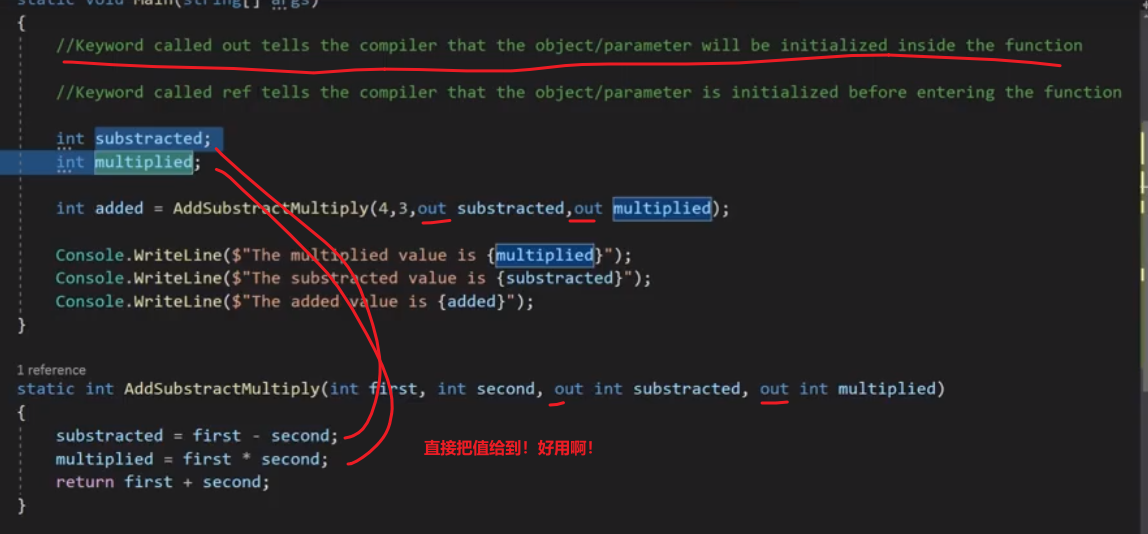 static void Main(string[] args)
{
//Keyword called out tells the compiler that the object/parameter will be initialized inside the function
//Keyword called ref tells the compiler that the object/parameter is initialized before entering the function
int substracted;
int multiplied;
int added = AddSubstractMultiply(4,3,out substracted,out multiplied);
Console.WriteLine($"The multiplied value is {multiplied}");
Console.WriteLine($"The substracted value is {substracted}");
Console.WriteLine($"The added value is {added}");
}
1 reference
static int AddSubstractMultiply(int first, int second, out int substracted, out int multiplied)
{
substracted = first - second;
multiplied = first * second;
直接把值给到！好用啊！
return first + second;
}